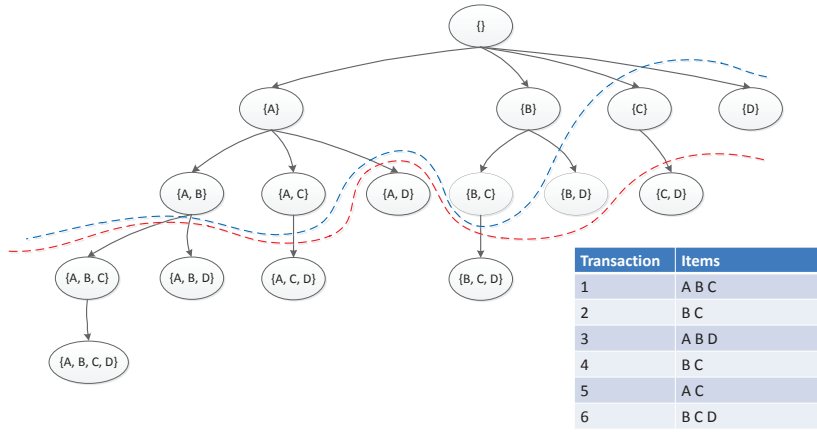 {}
{A} {B} {C} {D}
{A, B} {A, C} {A, D} {B, C} {B, D} {C, D}
{A, B, C} {A, B, D} {A, C, D} {B, C, D}
{A, B, C, D}
Transaction Items
1 A B C
2 B C
3 A B D
4 B C
5 A C
6 B C D